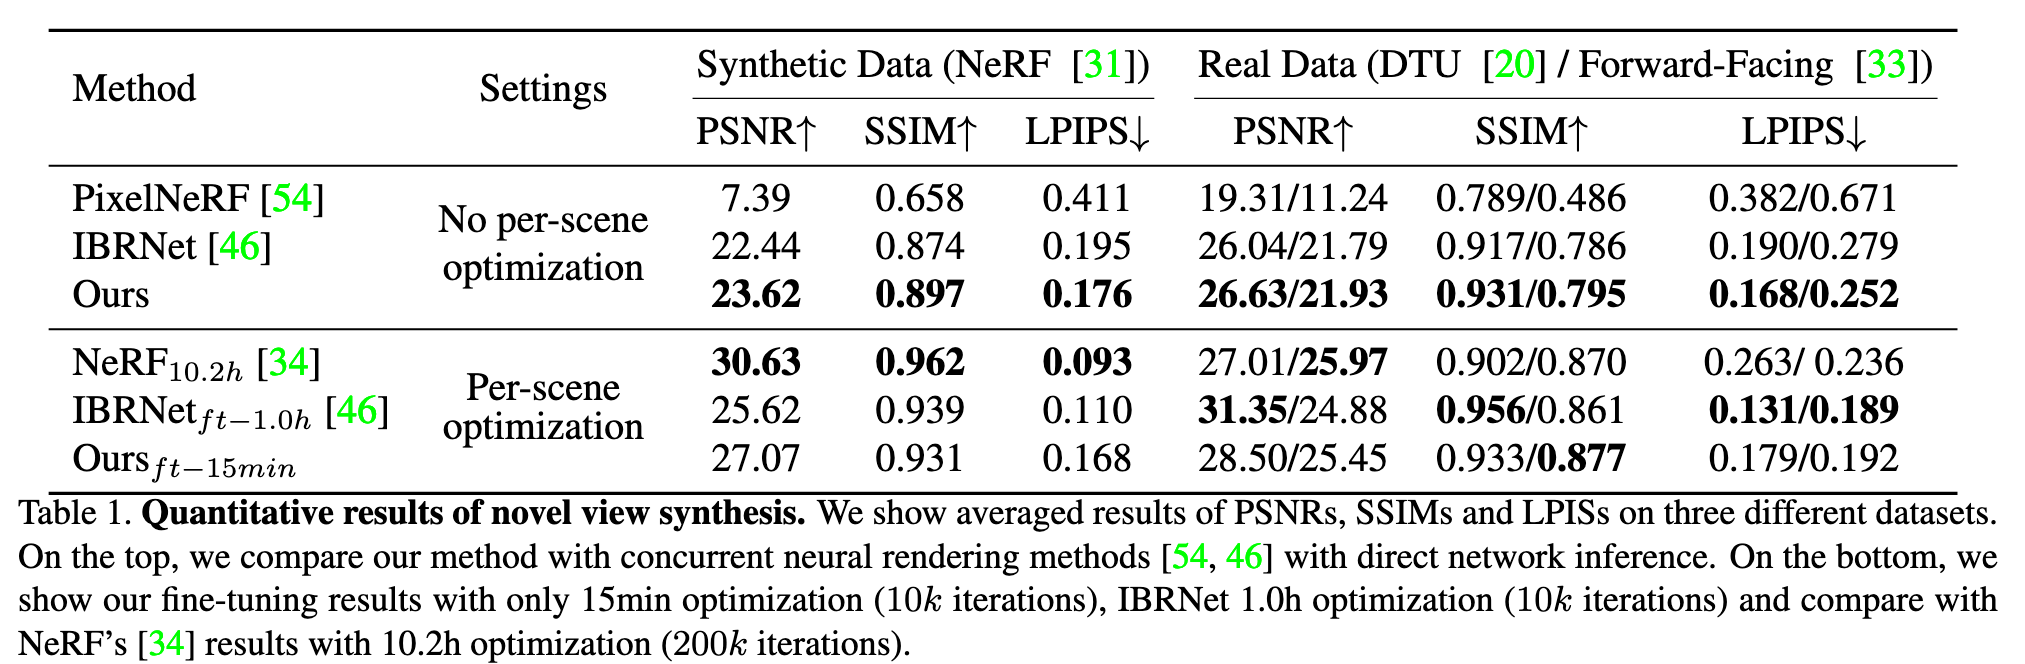 Method Settings Synthetic Data (NeRF [31]) Real Data (DTU [20] / Forward-Facing [33])
PSNR↑ SSIM↑ LPIPS↓ PSNR↑ SSIM↑ LPIPS↓
PixelNeRF [54] No per-scene optimization 7.39 0.658 0.411 19.31/11.24 0.789/0.486 0.382/0.671
IBRNet [46] 22.44 0.874 0.195 26.04/21.79 0.917/0.786 0.190/0.279
Ours 23.62 0.897 0.176 26.63/21.93 0.931/0.795 0.168/0.252
NeRF10.2h [34] Per-scene optimization 30.63 0.962 0.093 27.01/25.97 0.902/0.870 0.263/ 0.236
IBRNetft−1.0h [46] 25.62 0.939 0.110 31.35/24.88 0.956/0.861 0.131/0.189
Oursft−15min 27.07 0.931 0.168 28.50/25.45 0.933/0.877 0.179/0.192
Table 1. Quantitative results of novel view synthesis. We show averaged results of PSNRs, SSIMs and LPISs on three different datasets.
On the top, we compare our method with concurrent neural rendering methods [54, 46] with direct network inference. On the bottom, we
show our fine-tuning results with only 15min optimization (10k iterations), IBRNet 1.0h optimization (10k iterations) and compare with
NeRF's [34] results with 10.2h optimization (200k iterations).